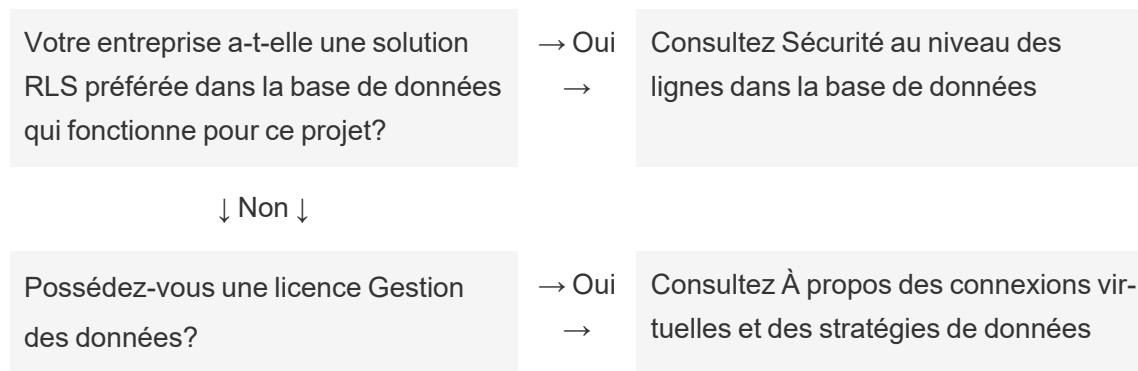 Votre entreprise a-t-elle une solution
RLS préférée dans la base de données
qui fonctionne pour ce projet?
→ Oui
→
Consultez Sécurité au niveau des
lignes dans la base de données
↓ Non ↓
Possédez-vous une licence Gestion
des données?
→ Oui
→
Consultez À propos des connexions vir-
tuelles et des stratégies de données